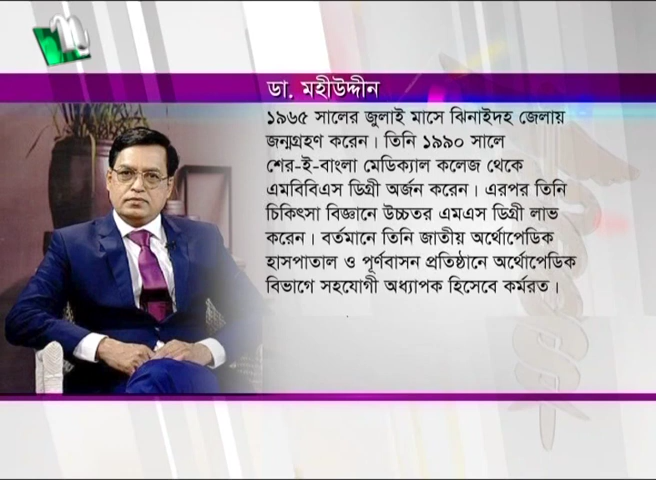 ডা. মহীউদ্দীন
১৯৬৫ সালের জুলাই মাসে ঝিনাইদহ জেলায়
জন্মগ্রহণ করেন। তিনি ১৯৯০ সালে
শের-ই-বাংলা মেডিক্যাল কলেজ থেকে
এমবিবিএস ডিগ্রী অর্জন করেন। এরপর তিনি
চিকিৎসা বিজ্ঞানে উচ্চতর এমএস ডিগ্রী লাভ
করেন। বর্তমানে তিনি জাতীয় অর্থোপেডিক
হাসপাতাল ও পূর্ণবাসন প্রতিষ্ঠানে অর্থোপেডিক
বিভাগে সহযোগী অধ্যাপক হিসেবে কর্মরত।